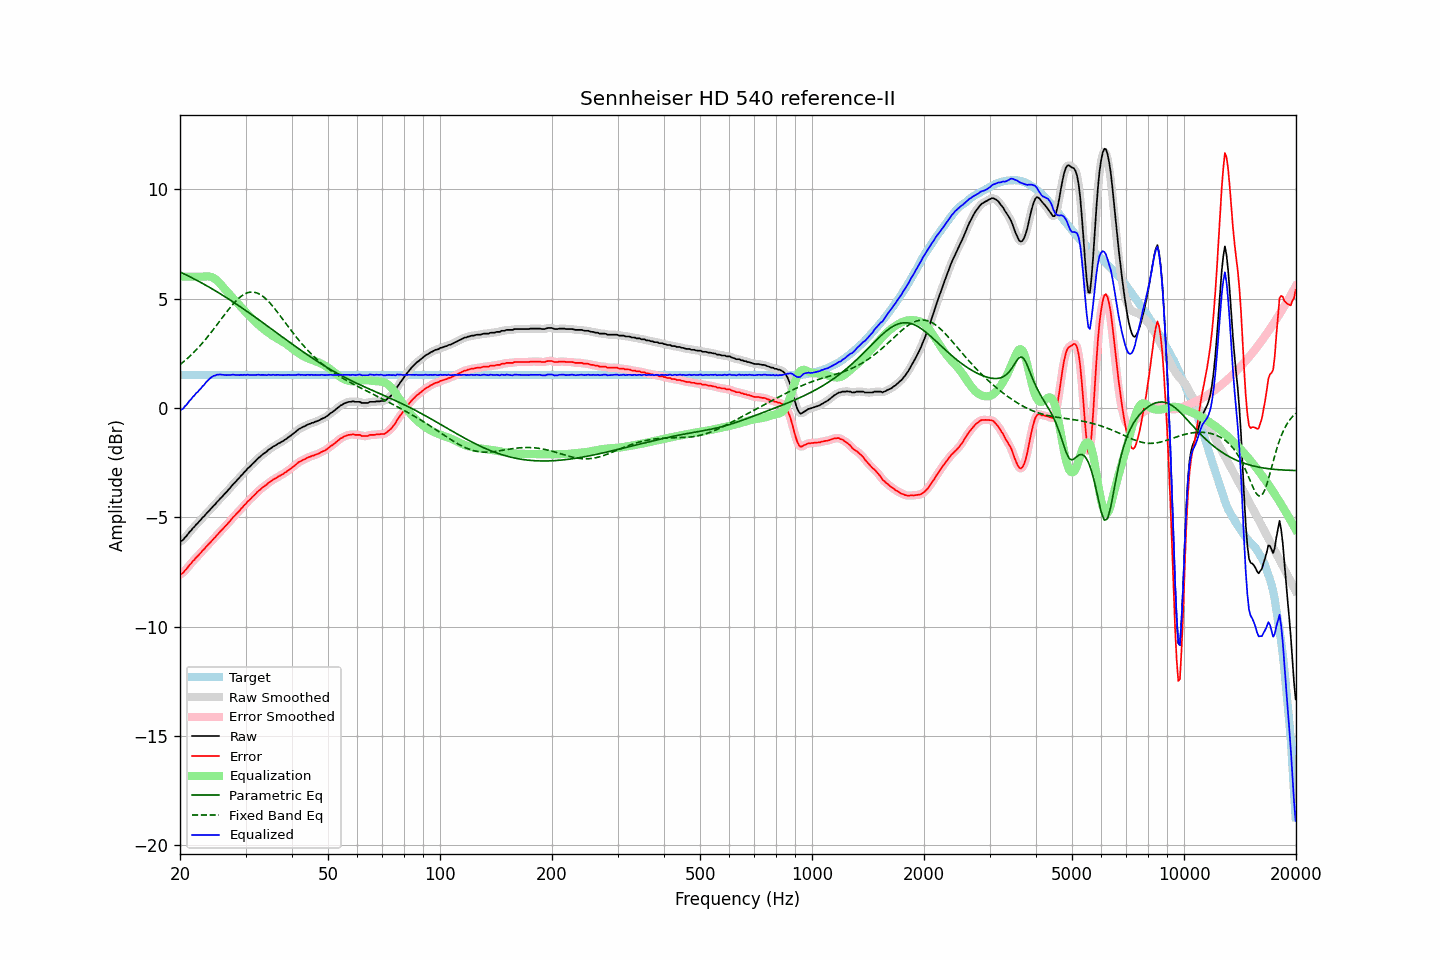 Sennheiser HD 540 reference-II
Amplitude (dBr)
10
5
0
−5
−10
−15
−20
Target
Raw Smoothed
Error Smoothed
Raw
Error
Equalization
Parametric Eq
Fixed Band Eq
Equalized
20 50 100 200 500 1000 2000 5000 10000 20000
Frequency (Hz)